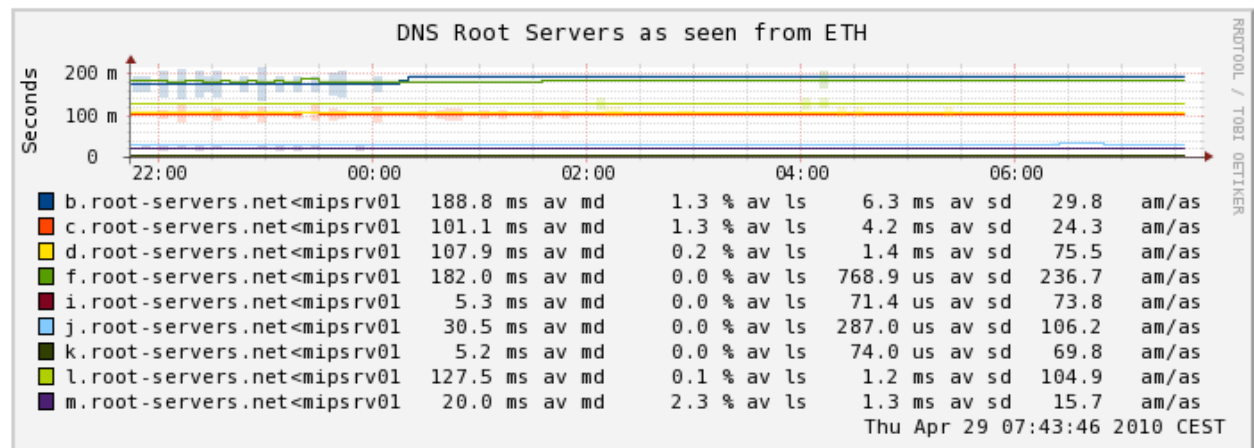 DNS Root Servers as seen from ETH
RRDTOOL / TOBI OETIKER
Seconds
200 m
100 m
0
22:00 00:00 02:00 04:00 06:00
b.root-servers.net<mipsrv01 188.8 ms av md 1.3 % av ls 6.3 ms av sd 29.8 am/as
c.root-servers.net<mipsrv01 101.1 ms av md 1.3 % av ls 4.2 ms av sd 24.3 am/as
d.root-servers.net<mipsrv01 107.9 ms av md 0.2 % av ls 1.4 ms av sd 75.5 am/as
f.root-servers.net<mipsrv01 182.0 ms av md 0.0 % av ls 768.9 us av sd 236.7 am/as
i.root-servers.net<mipsrv01 5.3 ms av md 0.0 % av ls 71.4 us av sd 73.8 am/as
j.root-servers.net<mipsrv01 30.5 ms av md 0.0 % av ls 287.0 us av sd 106.2 am/as
k.root-servers.net<mipsrv01 5.2 ms av md 0.0 % av ls 74.0 us av sd 69.8 am/as
l.root-servers.net<mipsrv01 127.5 ms av md 0.1 % av ls 1.2 ms av sd 104.9 am/as
m.root-servers.net<mipsrv01 20.0 ms av md 2.3 % av ls 1.3 ms av sd 15.7 am/as
Thu Apr 29 07:43:46 2010 CEST